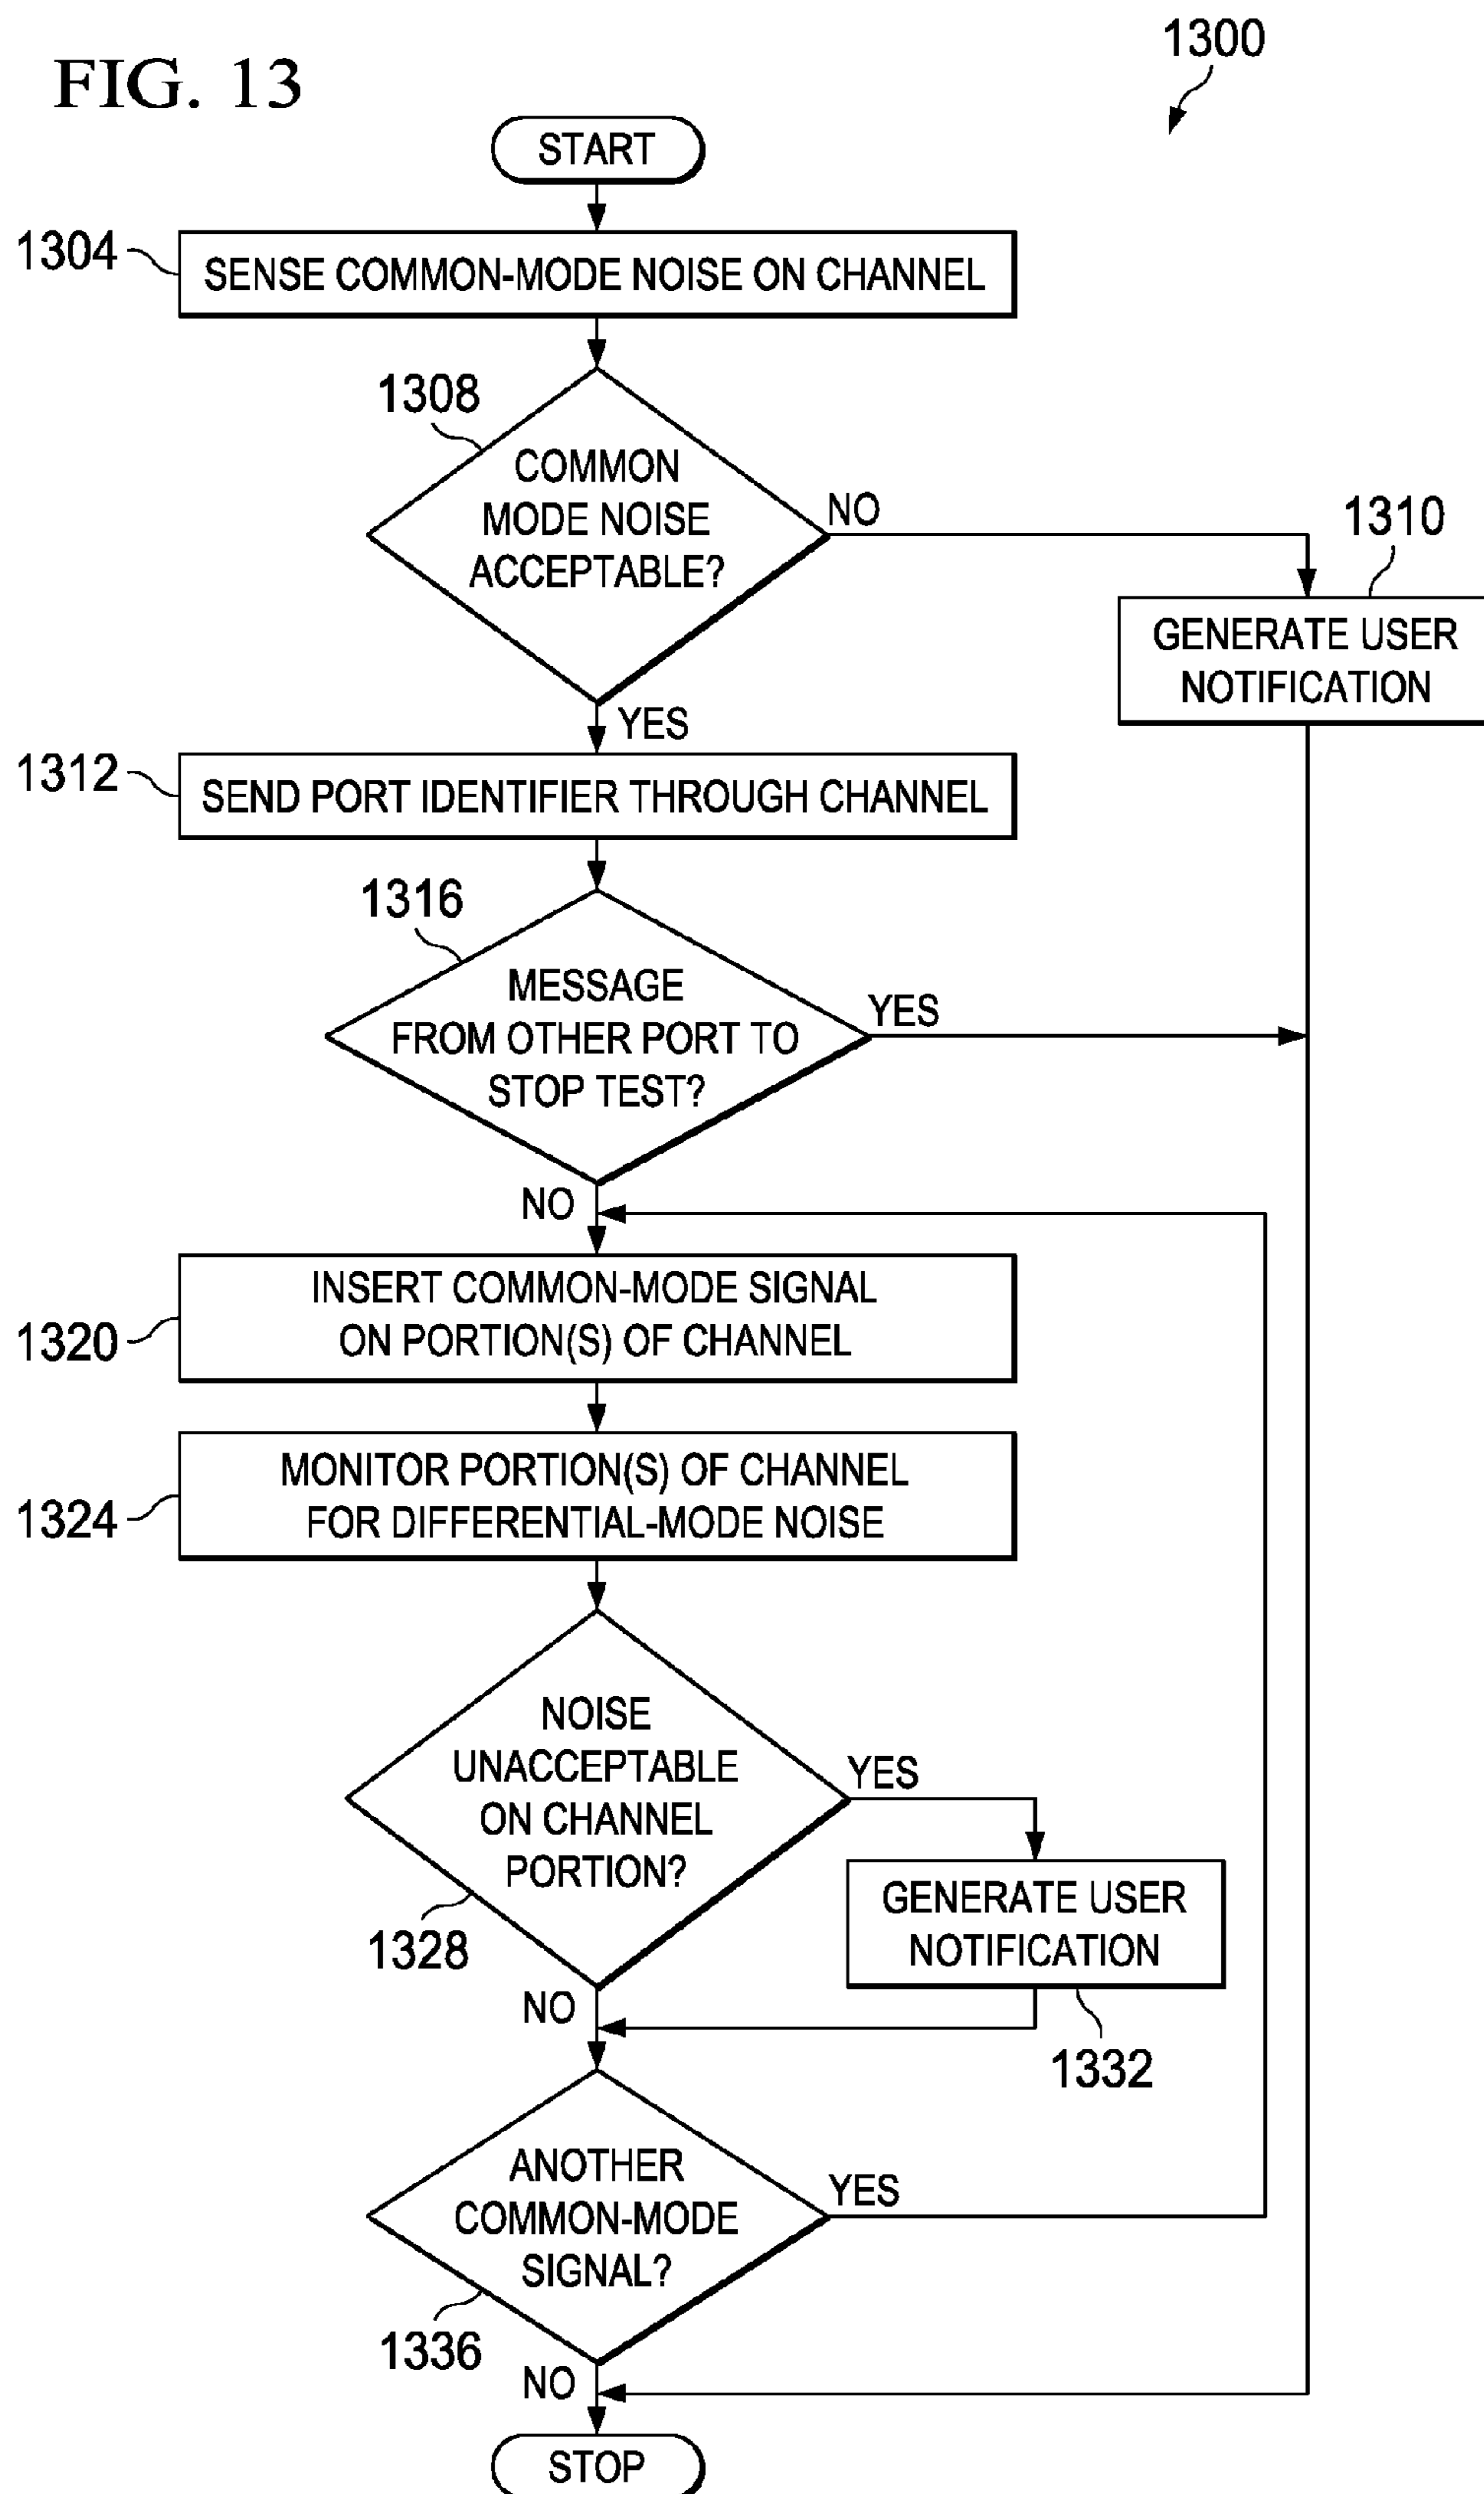 FIG. 13
1300
START
1304
SENSE COMMON-MODE NOISE ON CHANNEL
1308
COMMON
MODE NOISE
ACCEPTABLE?
NO
1310
GENERATE USER
NOTIFICATION
YES
1312
SEND PORT IDENTIFIER THROUGH CHANNEL
1316
MESSAGE
FROM OTHER PORT TO
STOP TEST?
YES
NO
1320
INSERT COMMON-MODE SIGNAL
ON PORTION(S) OF CHANNEL
1324
MONITOR PORTION(S) OF CHANNEL
FOR DIFFERENTIAL-MODE NOISE
NOISE
UNACCEPTABLE
ON CHANNEL
PORTION?
YES
1328
GENERATE USER
NOTIFICATION
NO
1332
ANOTHER
COMMON-MODE
SIGNAL?
YES
1336
NO
STOP